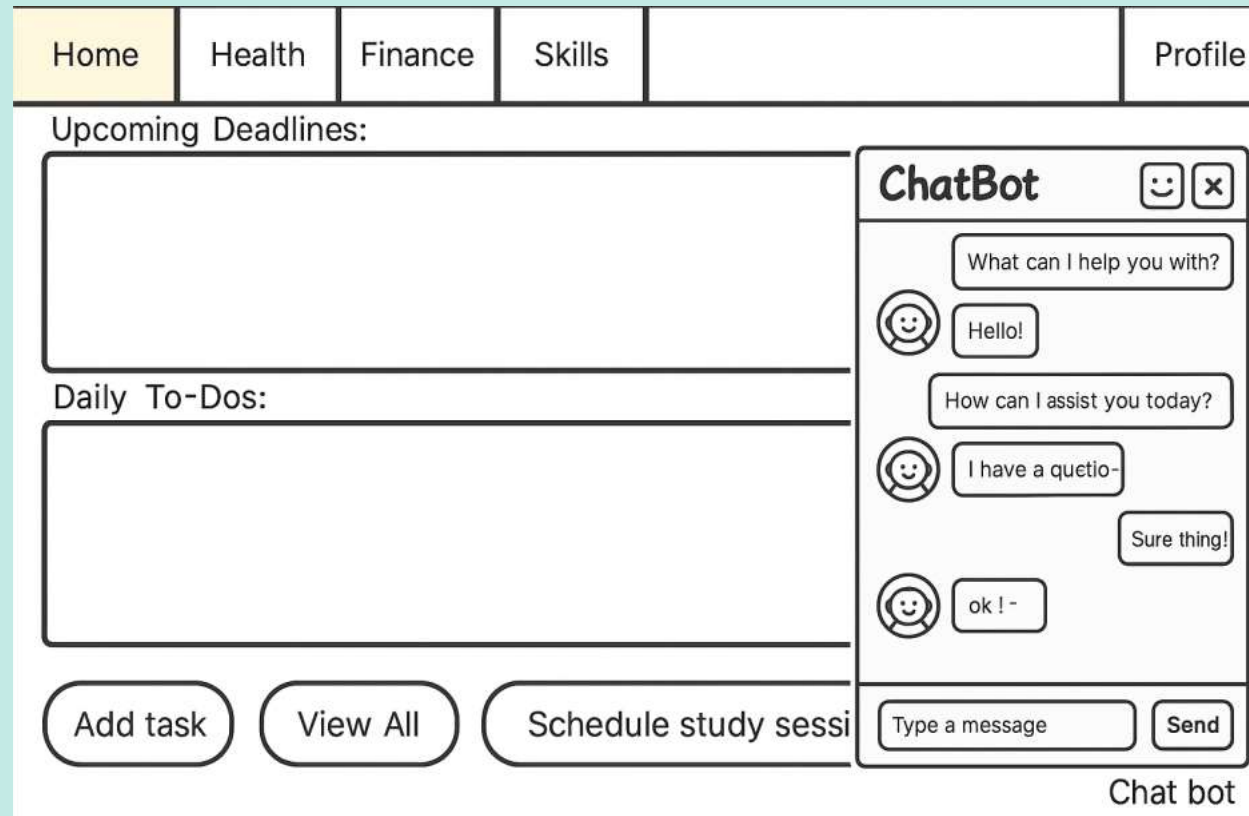 Home
Health
Finance
Skills
Profile
Upcoming Deadlines:
Daily To-Dos:
Add task
View All
Schedule study sessi
ChatBot
What can I help you with?
Hello!
How can I assist you today?
I have a quєtio-
Sure thing!
ok ! -
Type a message
Send
Chat bot